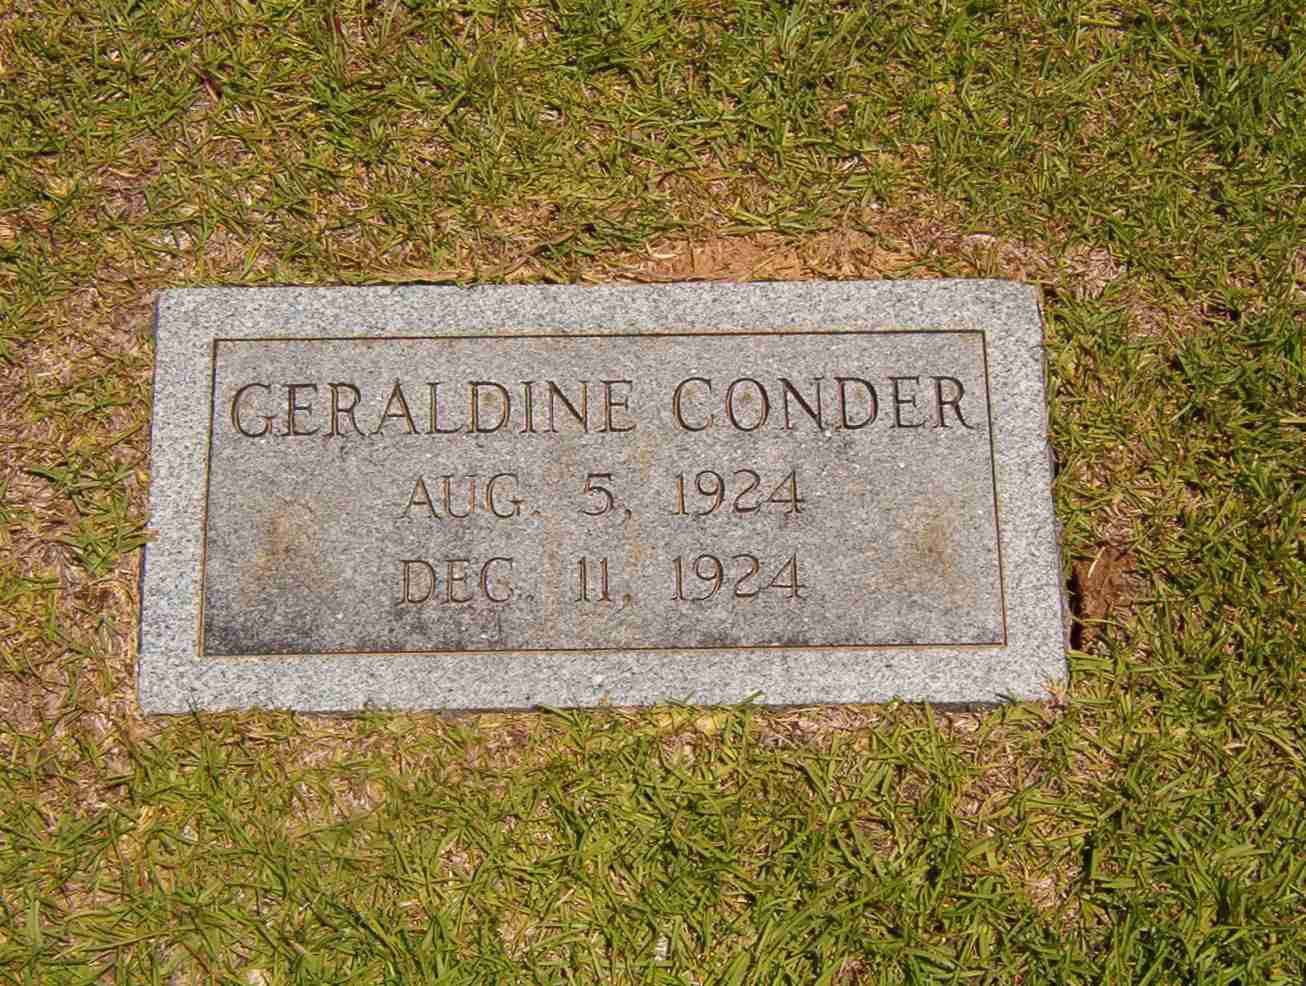 GERALDINE CONDER
AUG. 5, 1924
DEC. 11, 1924